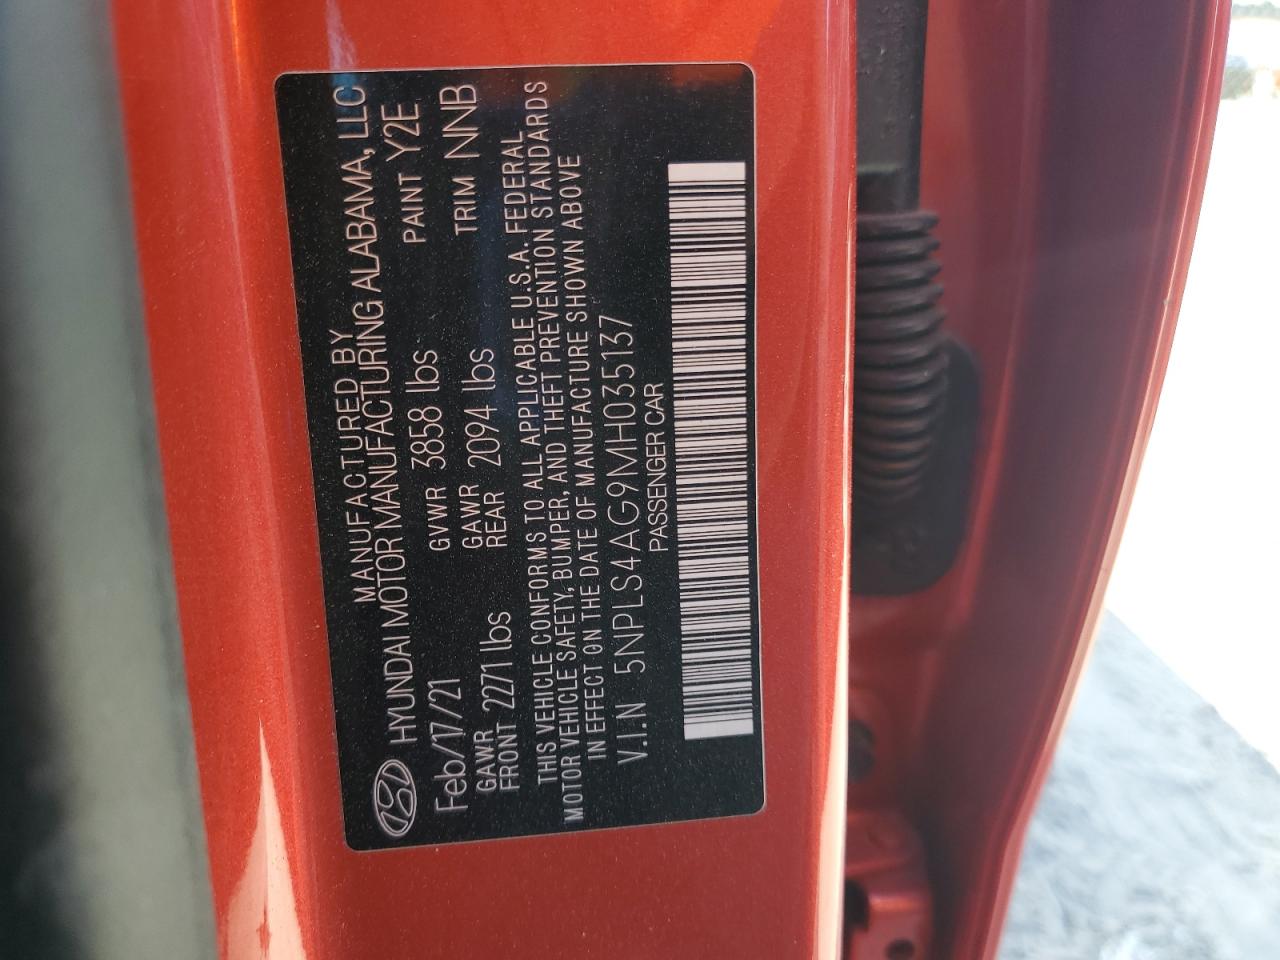 MANUFACTURED BY
HYUNDAI MOTOR MANUFACTURING ALABAMA, LLC
Feb/17/21 GVWR 3858 lbs PAINT Y2E
GAWR FRONT 2271 lbs GAWR REAR 2094 lbs TRIM NNB
THIS VEHICLE CONFORMS TO ALL APPLICABLE U.S.A. FEDERAL
MOTOR VEHICLE SAFETY, BUMPER, AND THEFT PREVENTION STANDARDS
IN EFFECT ON THE DATE OF MANUFACTURE SHOWN ABOVE
V.I.N 5NPLS4AG9MH035137
PASSENGER CAR